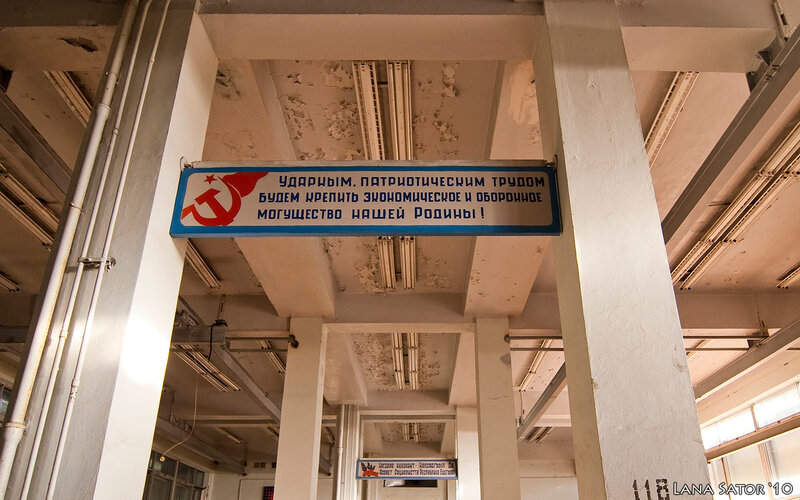 Ударным, патриотическим трудом
будем крепить экономическое и оборонное
могущество нашей Родины!
118
LANA SATOR '10